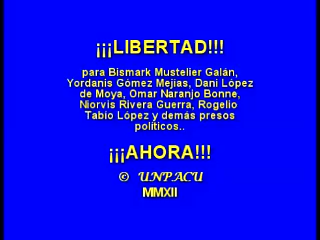 ¡¡¡LIBERTAD!!!
para Bismark Mustelier Galán,
Yordanis Gómez Mejías, Dani López
de Moya, Omar Naranjo Bonne,
Niorvis Rivera Guerra, Rogelio
Tabio López y demás presos
políticos..
¡¡¡AHORA!!!
© UNPACU
MMXII